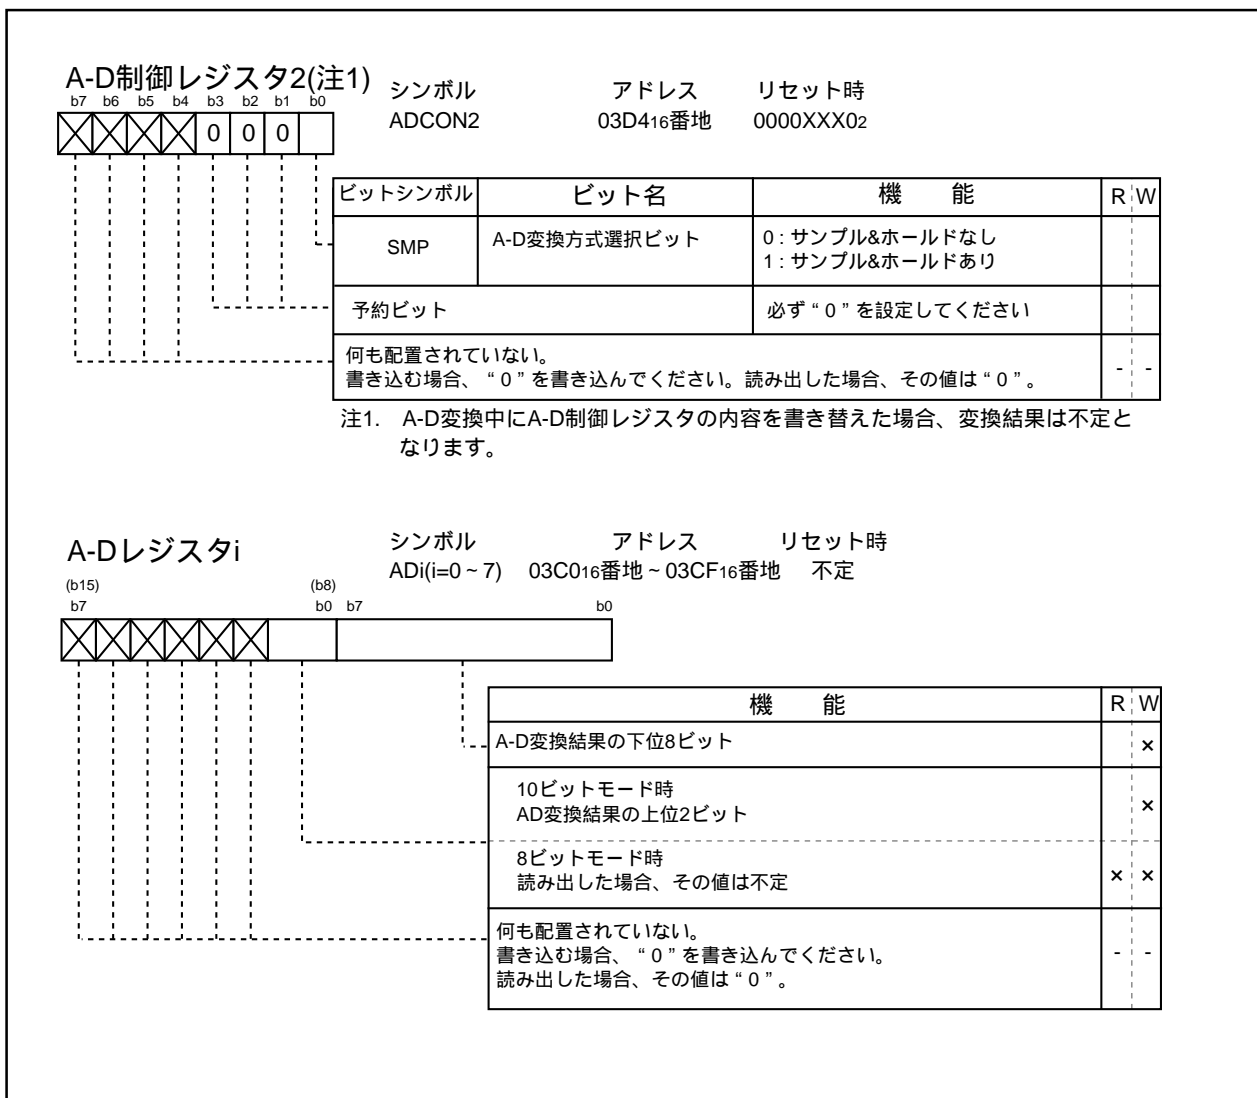 A-D制御レジスタ2(注1)
シンボル アドレス リセット時
ADCON2 03D416番地 0000XXX02
b7 b6 b5 b4 b3 b2 b1 b0
0 0 0
ビットシンボル ビット名 機 能 R W
SMP A-D変換方式選択ビット 0 : サンプル&ホールドなし
1 : サンプル&ホールドあり
予約ビット 必ず“0”を設定してください
何も配置されていない。
書き込む場合、“0”を書き込んでください。読み出した場合、その値は“0”。 - -
注1. A-D変換中にA-D制御レジスタの内容を書き替えた場合、変換結果は不定と
なります。
A-Dレジスタi
シンボル アドレス リセット時
ADi(i=0~7) 03C016番地~03CF16番地 不定
(b15) (b8)
b7 b0 b7 b0
機 能 R W
A-D変換結果の下位8ビット ×
10ビットモード時
AD変換結果の上位2ビット ×
8ビットモード時
読み出した場合、その値は不定 × ×
何も配置されていない。
書き込む場合、“0”を書き込んでください。 - -
読み出した場合、その値は“0”。